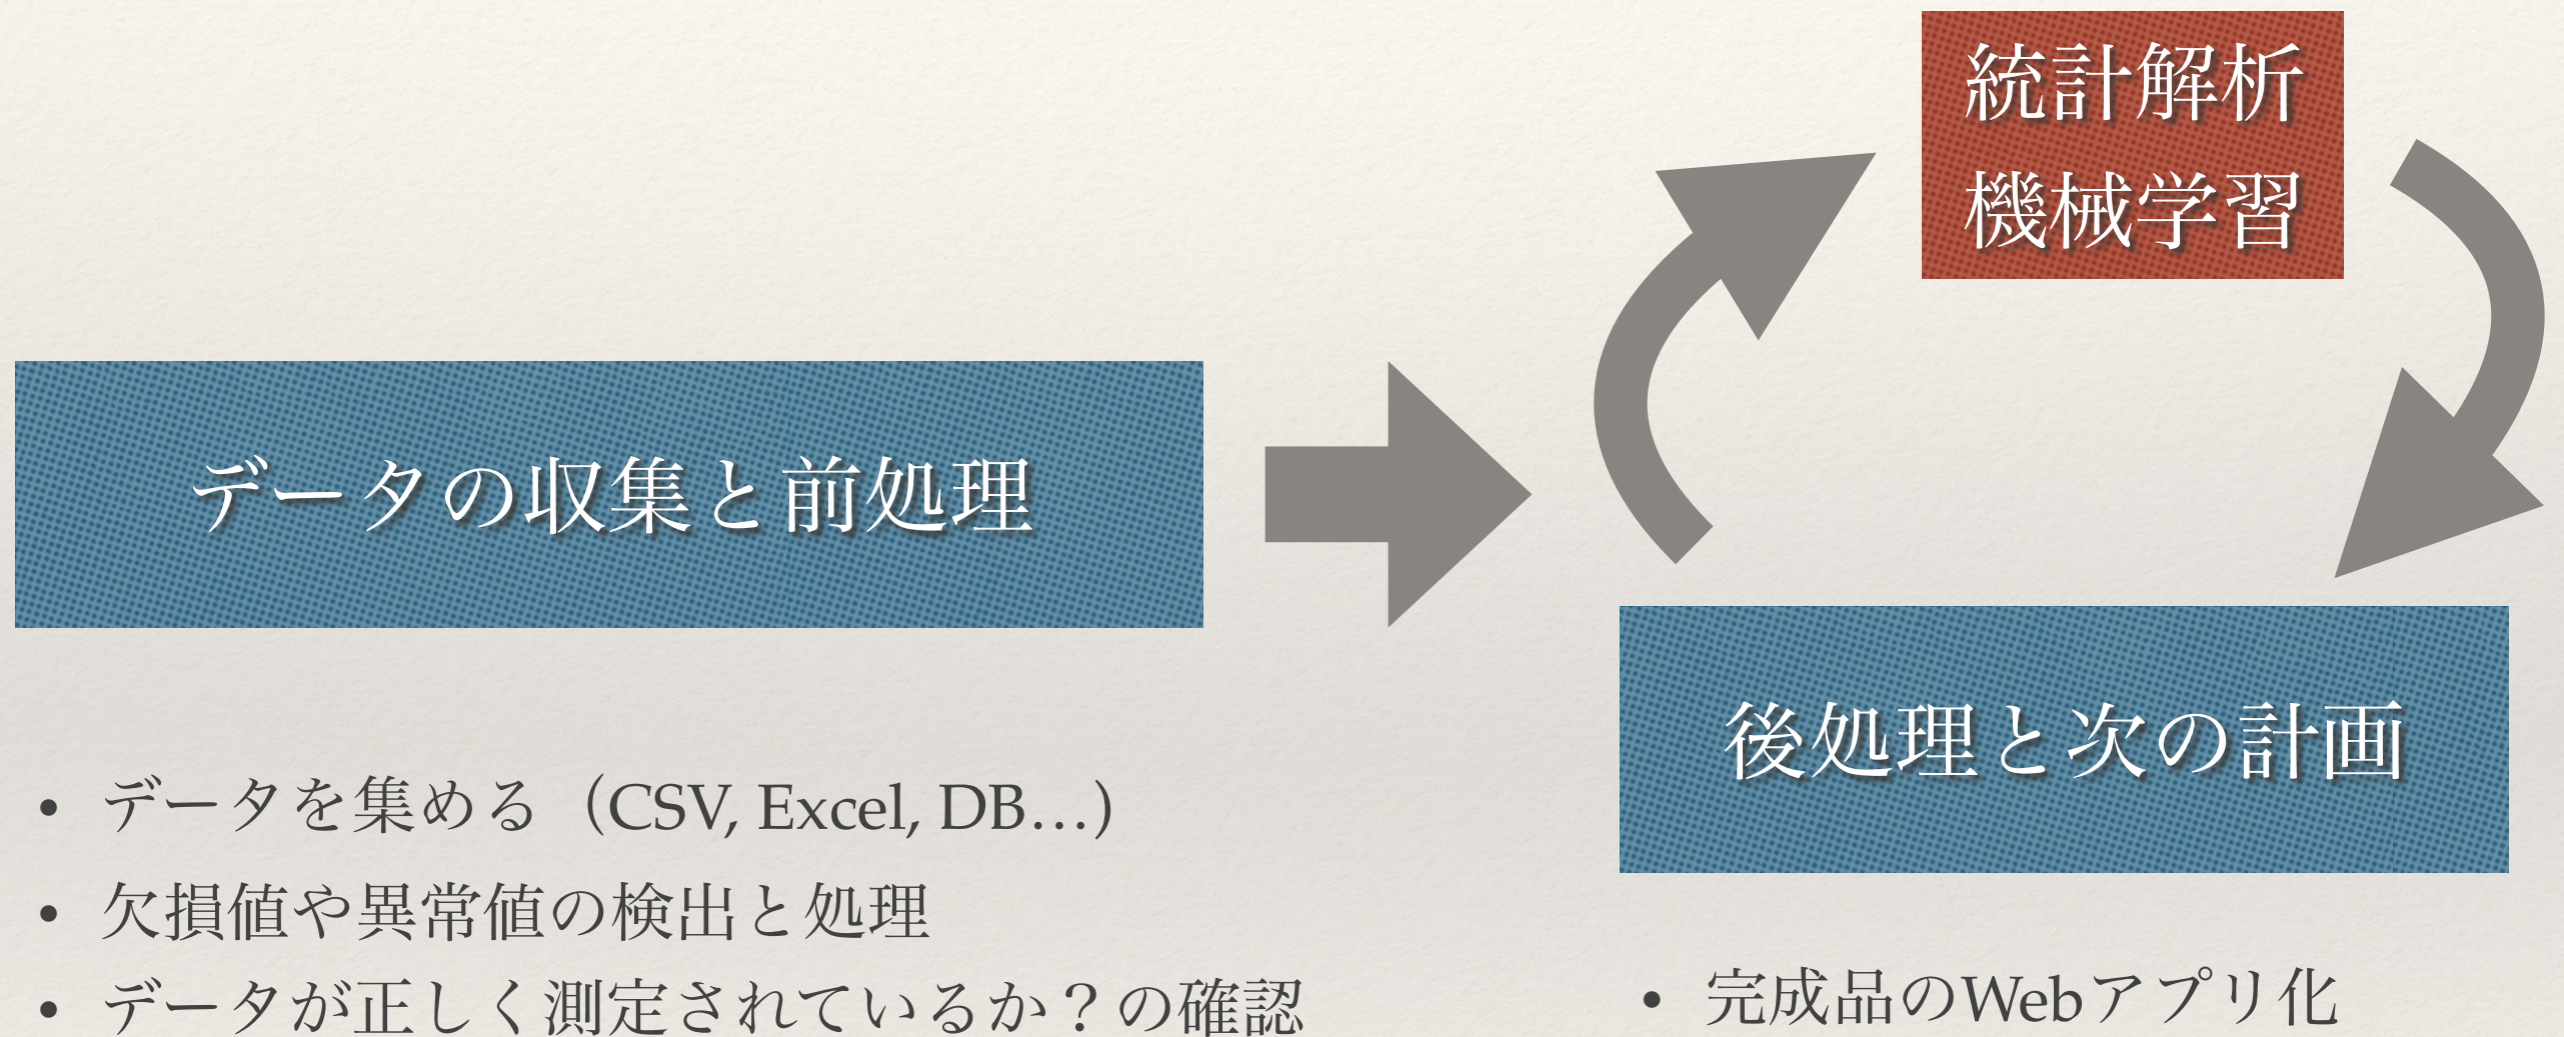 統計解析
機械学習
データの収集と前処理
後処理と次の計画
• データを集める（CSV, Excel, DB…）
• 欠損値や異常値の検出と処理
• データが正しく測定されているか？の確認
• 完成品のWebアプリ化